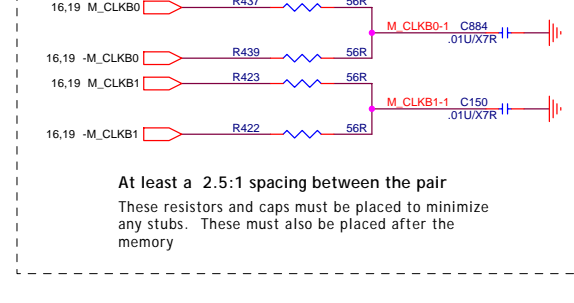 16,19 M_CLKB0 R437 56R
M_CLKB0-1 C884
.01U/X7R
16,19 -M_CLKB0 R439 56R
16,19 M_CLKB1 R423 56R
M_CLKB1-1 C150
.01U/X7R
16,19 -M_CLKB1 R422 56R
At least a 2.5:1 spacing between the pair
These resistors and caps must be placed to minimize
any stubs. These must also be placed after the
memory